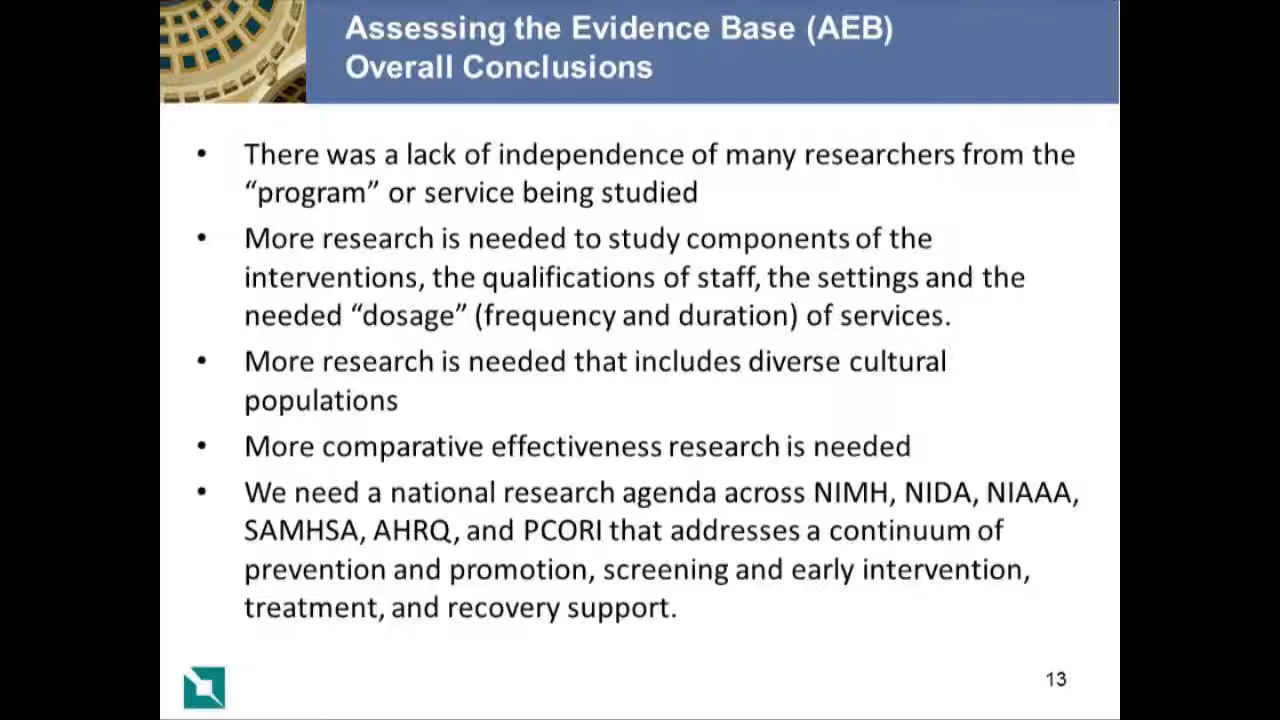 Assessing the Evidence Base (AEB)
Overall Conclusions
• There was a lack of independence of many researchers from the
“program” or service being studied
• More research is needed to study components of the
interventions, the qualifications of staff, the settings and the
needed “dosage” (frequency and duration) of services.
• More research is needed that includes diverse cultural
populations
• More comparative effectiveness research is needed
• We need a national research agenda across NIMH, NIDA, NIAAA,
SAMHSA, AHRQ, and PCORI that addresses a continuum of
prevention and promotion, screening and early intervention,
treatment, and recovery support.
13